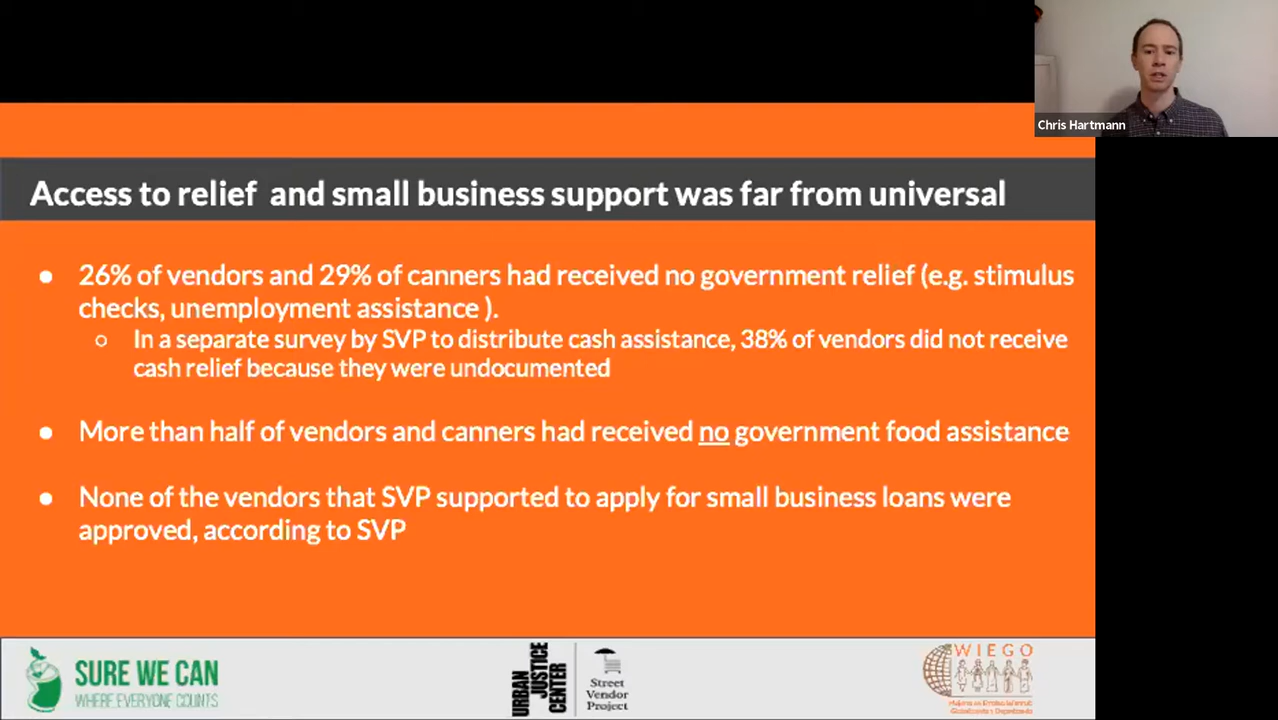 Chris Hartmann
Access to relief and small business support was far from universal
● 26% of vendors and 29% of canners had received no government relief (e.g. stimulus
checks, unemployment assistance ).
○ In a separate survey by SVP to distribute cash assistance, 38% of vendors did not receive
cash relief because they were undocumented
● More than half of vendors and canners had received no government food assistance
● None of the vendors that SVP supported to apply for small business loans were
approved, according to SVP
SURE WE CAN
WHERE EVERYONE COUNTS
URBAN
JUSTICE
CENTER
Street
Vendor
Project
WIEGO